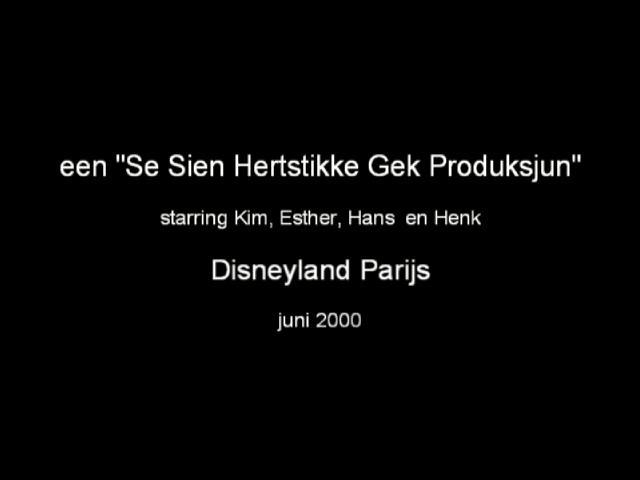 een "Se Sien Hertstikke Gek Produksjun"
starring Kim, Esther, Hans en Henk
Disneyland Parijs
juni 2000